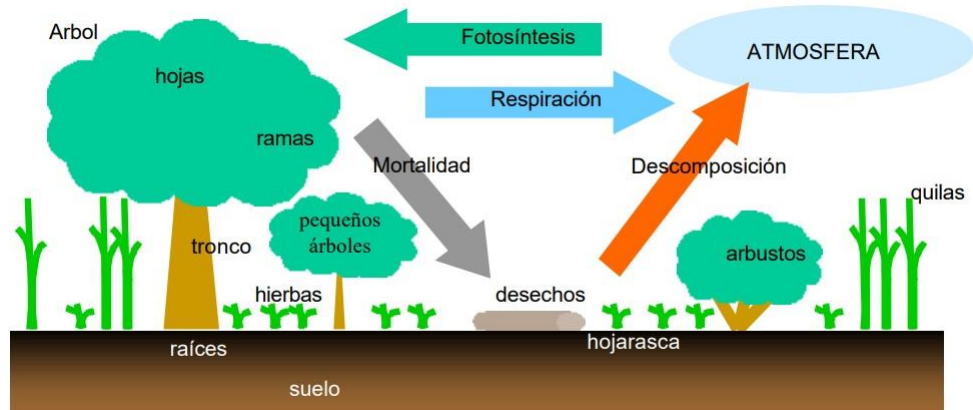 Arbol
Fotosíntesis
ATMOSFERA
hojas
Respiración
ramas
Mortalidad
Descomposición
quilas
pequeños
árboles
tronco
arbustos
hierbas
desechos
raíces
hojarasca
suelo